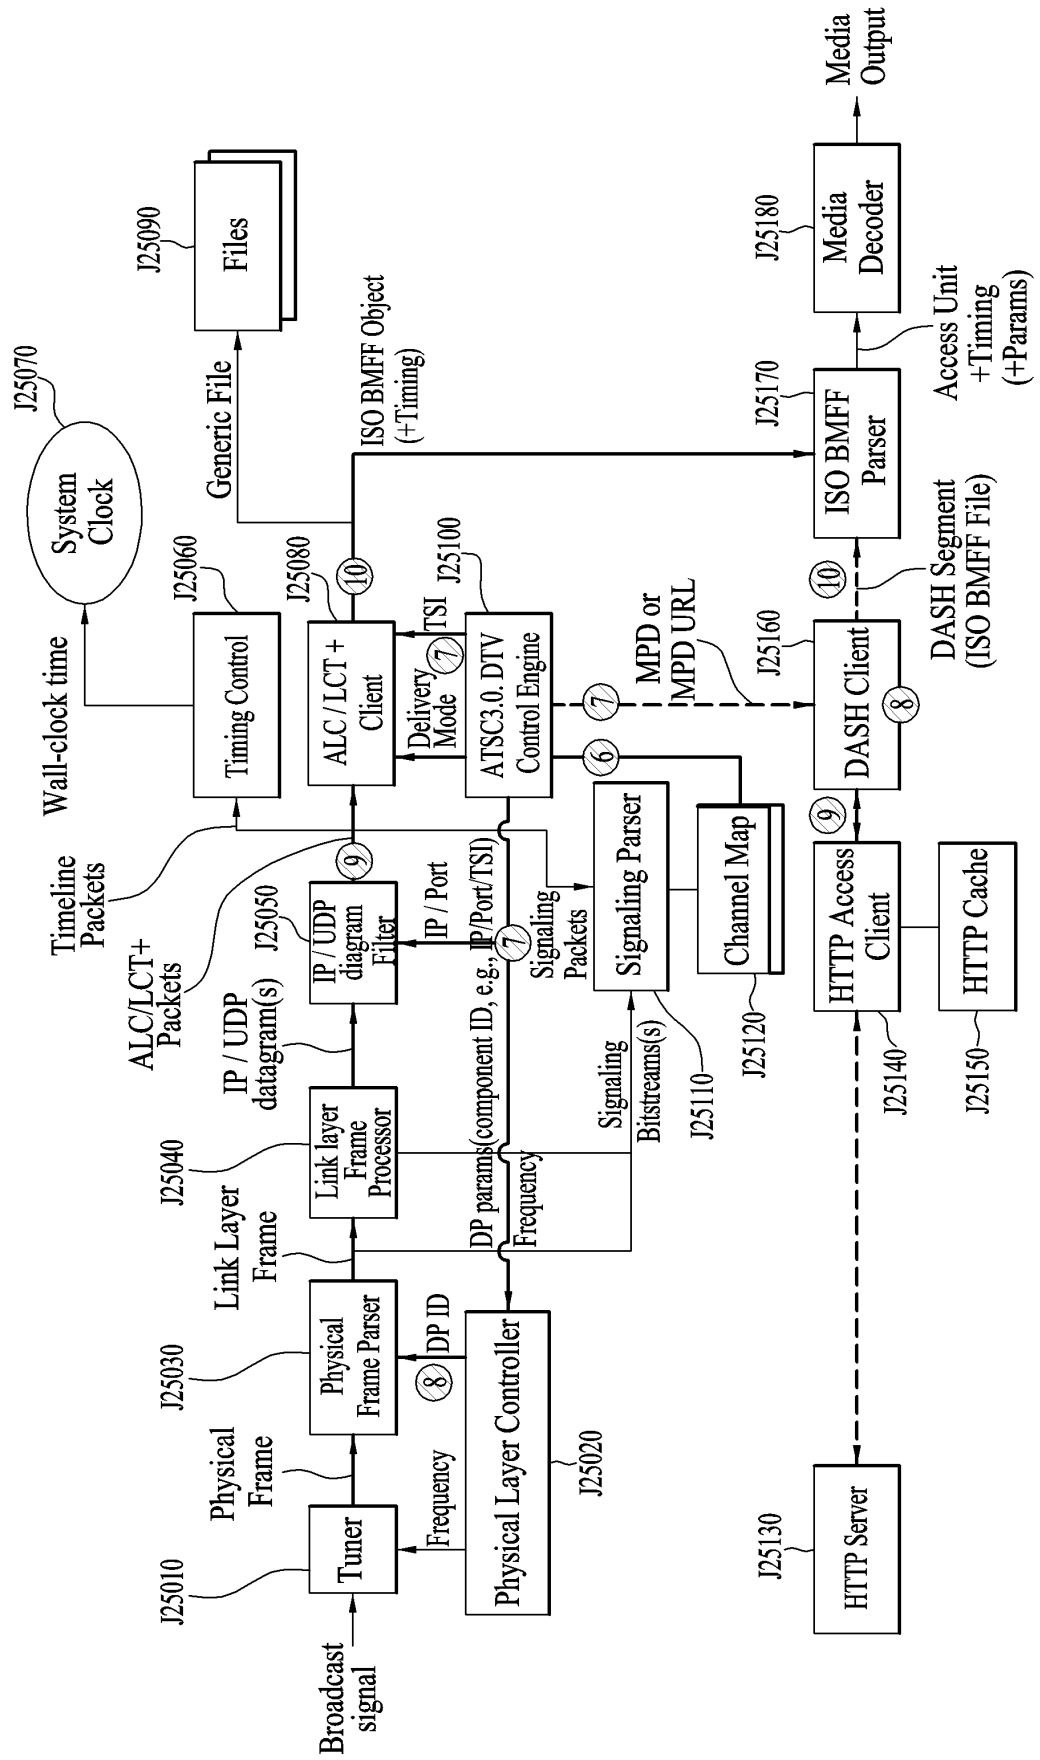 J25070
System
Clock
Wall-clock time
J25090
Files
Generic File
J25060
Timing Control
Timeline
Packets
ALC/LCT+
Packets
ISO BMFF Object
(+Timing)
Broadcast
signal
J25010
Tuner
Physical
Frame
J25030
Physical
Frame Parser
Link Layer
Frame
J25040
Link layer
Frame
Processor
IP / UDP
datagram(s)
J25050
IP / UDP
diagram
Filter
9
J25080
ALC / LCT +
Client
10
Frequency
8
DP ID
IP / Port
Delivery
Mode
7
TSI
J25020
Physical Layer Controller
DP params(component ID, e.g., IP/Port/TSI)
Frequency
7
J25100
ATSC3.0. DTV
Control Engine
Signaling
Packets
Signaling
Bitstreams(s)
J25110
Signaling Parser
6
7
MPD or
MPD URL
J25120
Channel Map
J25130
HTTP Server
J25140
HTTP Access
Client
9
J25150
HTTP Cache
J25160
DASH Client
8
10
DASH Segment
(ISO BMFF File)
J25170
ISO BMFF
Parser
Access Unit
+Timing
(+Params)
J25180
Media
Decoder
Media
Output